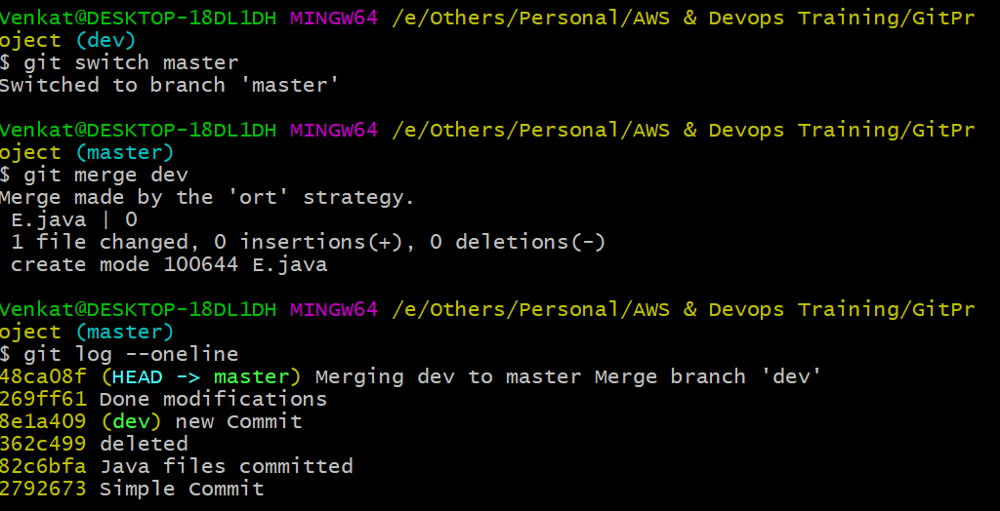 Venkat@DESKTOP-18DL1DH MINGW64 /e/Others/Personal/AWS & Devops Training/GitPr
oject (dev)
$ git switch master
Switched to branch 'master'
Venkat@DESKTOP-18DL1DH MINGW64 /e/Others/Personal/AWS & Devops Training/GitPr
oject (master)
$ git merge dev
Merge made by the 'ort' strategy.
 E.java | 0
 1 file changed, 0 insertions(+), 0 deletions(-)
 create mode 100644 E.java
Venkat@DESKTOP-18DL1DH MINGW64 /e/Others/Personal/AWS & Devops Training/GitPr
oject (master)
$ git log --oneline
48ca08f (HEAD -> master) Merging dev to master Merge branch 'dev'
269ff61 Done modifications
8e1a409 (dev) new Commit
362c499 deleted
82c6bfa Java files committed
2792673 Simple Commit